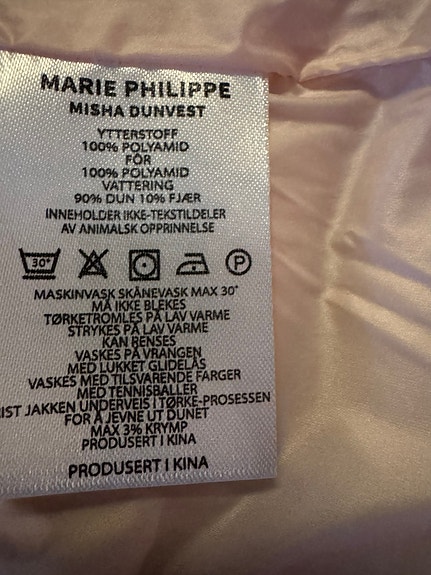 MARIE PHILIPPE
MISHA DUNVEST
YTTERSTOFF
100% POLYAMID
FÓR
100% POLYAMID
VATTERING
90% DUN 10% FJÆR
INNEHOLDER IKKE-TEKSTILDELER
AV ANIMALSK OPPRINNELSE
30° P
MASKINVASK SKÅNEVASK MAX 30°
MÅ IKKE BLEKES
TØRKETROMLES PÅ LAV VARME
STRYKES PÅ LAV VARME
KAN RENSES
VASKES PÅ VRANGEN
MED LUKKET GLIDELÅS
VASKES MED TILSVARENDE FARGER
MED TENNISBALLER
IST JAKKEN UNDERVEIS I TØRKE-PROSESSEN
FOR Å JEVNE UT DUNET
MAX 3% KRYMP
PRODUSERT I KINA
PRODUSERT I KINA